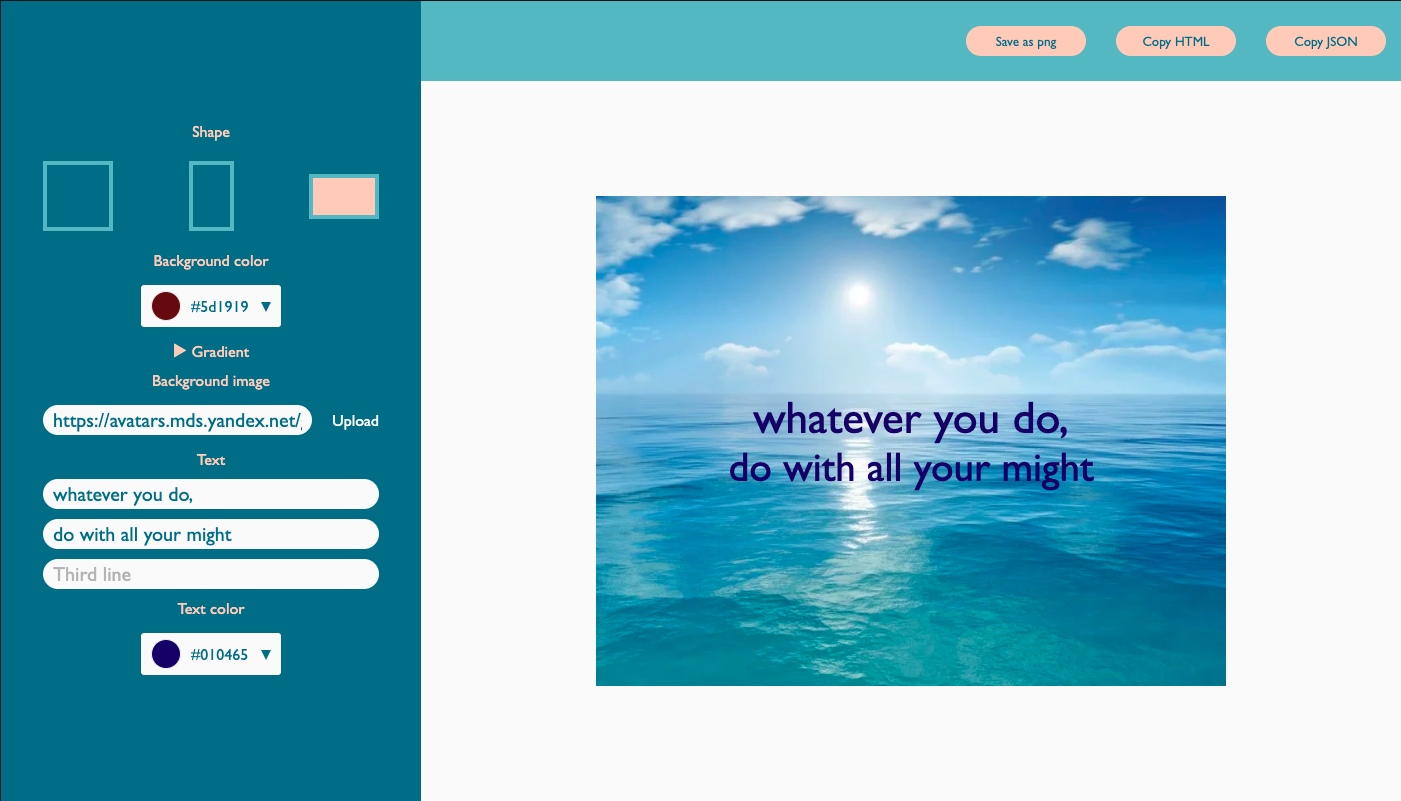 Save as png
Copy HTML
Copy JSON
Shape
Background color
#5d1919
Gradient
Background image
https://avatars.mds.yandex.net/
Upload
Text
whatever you do,
do with all your might
Third line
Text color
#010465
whatever you do,
do with all your might